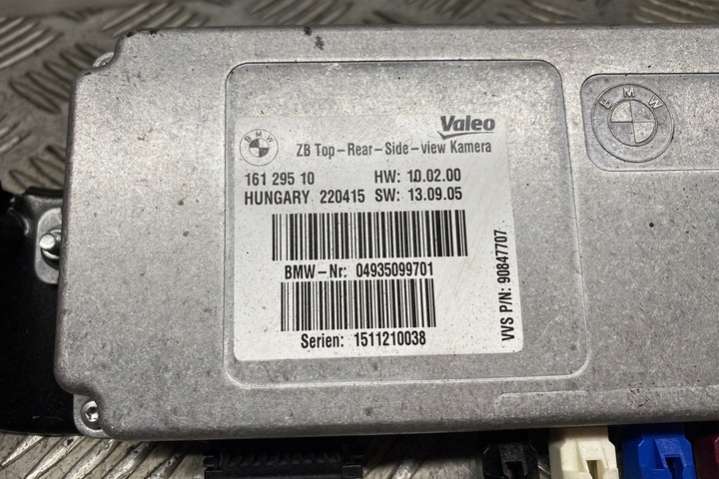 BMW
Valeo
ZB Top-Rear-Side-view Kamera
161 295 10 HW: 10.02.00
HUNGARY 220415 SW: 13.09.05
BMW-Nr: 04935099701
Serien: 1511210038
VVS P/N: 90847707
BMW